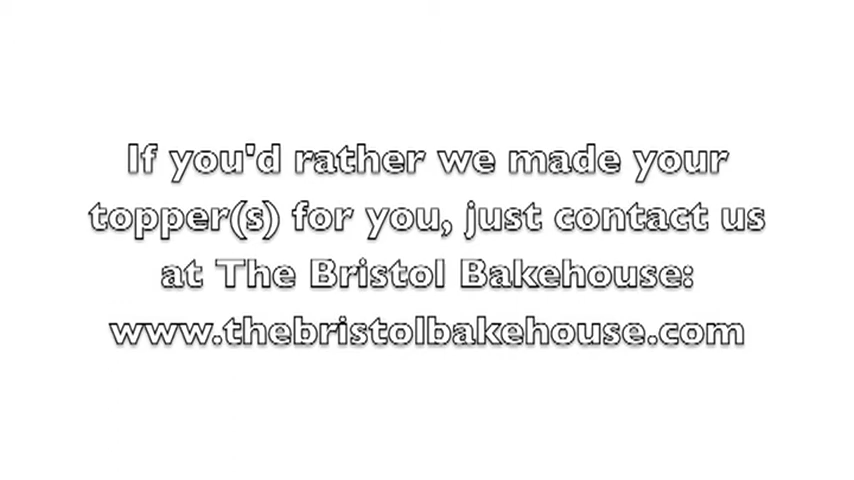 If you'd rather we made your
topper(s) for you, just contact us
at The Bristol Bakehouse:
www.thebristolbakehouse.com